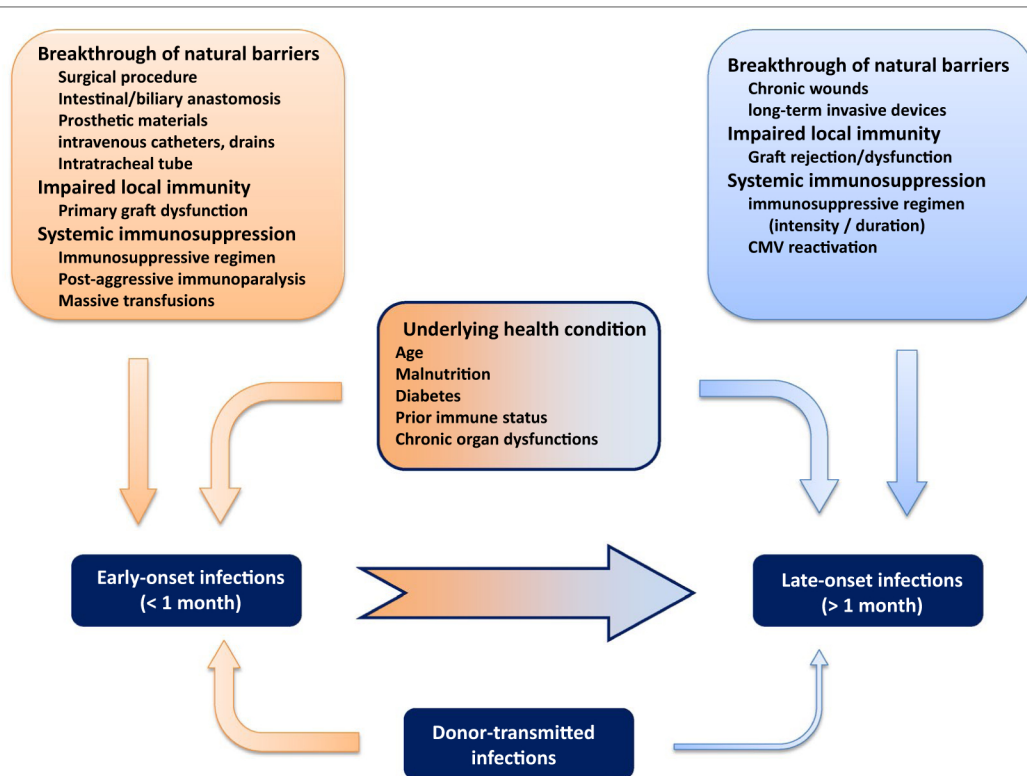 Breakthrough of natural barriers
Surgical procedure
Intestinal/biliary anastomosis
Prosthetic materials
intravenous catheters, drains
Intratracheal tube
Impaired local immunity
Primary graft dysfunction
Systemic immunosuppression
Immunosuppressive regimen
Post-aggressive immunoparalysis
Massive transfusions
Breakthrough of natural barriers
Chronic wounds
long-term invasive devices
Impaired local immunity
Graft rejection/dysfunction
Systemic immunosuppression
immunosuppressive regimen
(intensity / duration)
CMV reactivation
Underlying health condition
Age
Malnutrition
Diabetes
Prior immune status
Chronic organ dysfunctions
Early-onset infections
(< 1 month)
Late-onset infections
(> 1 month)
Donor-transmitted
infections